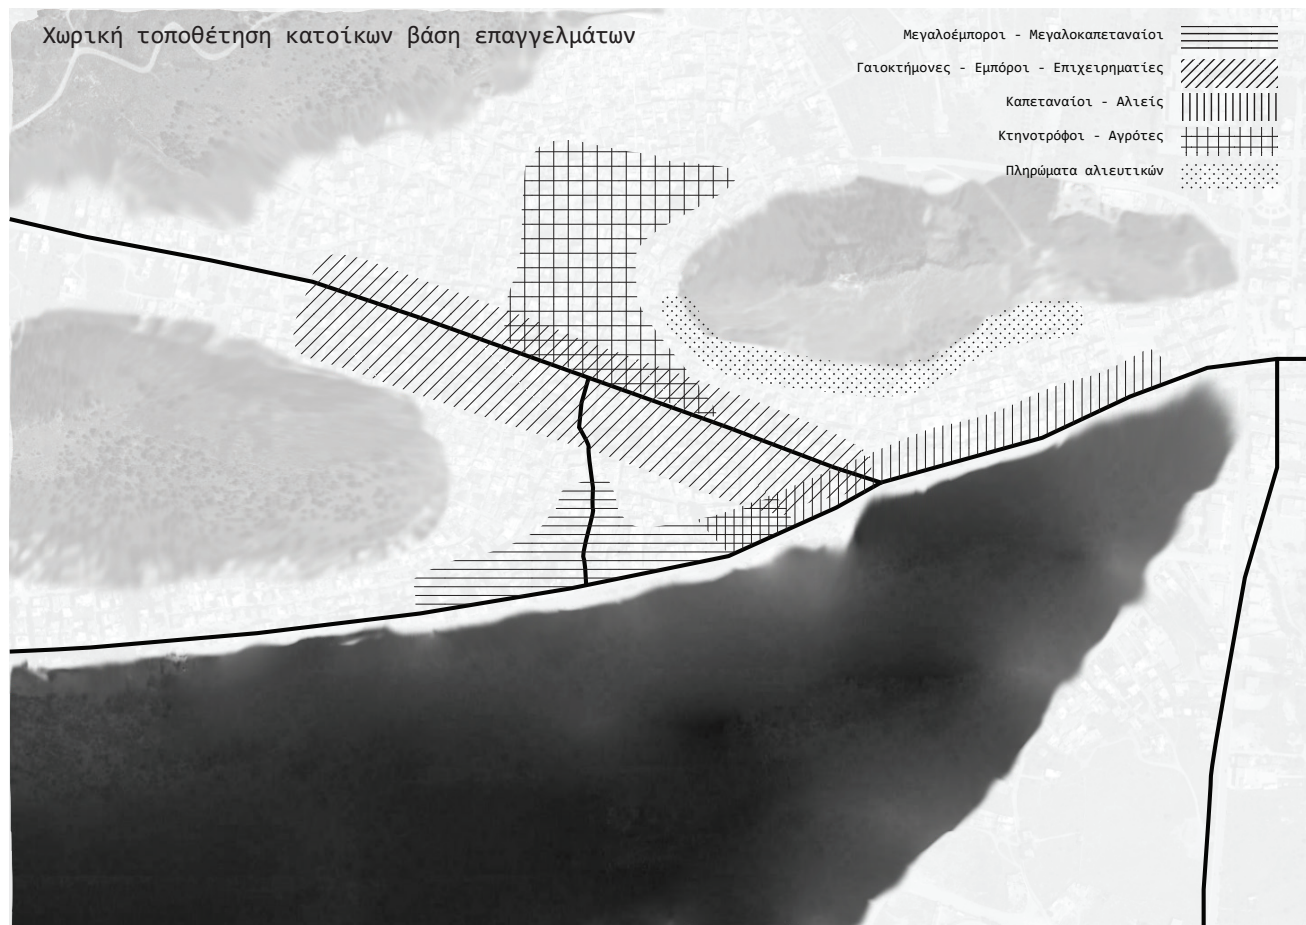 Χωρική τοποθέτηση κατοίκων βάση επαγγελμάτων
Μεγαλοέμποροι - Μεγαλοκαπεταναίοι
Γαιοκτήμονες - Εμπόροι - Επιχειρηματίες
Καπεταναίοι - Αλιείς
Κτηνοτρόφοι - Αγρότες
Πληρώματα αλιευτικών